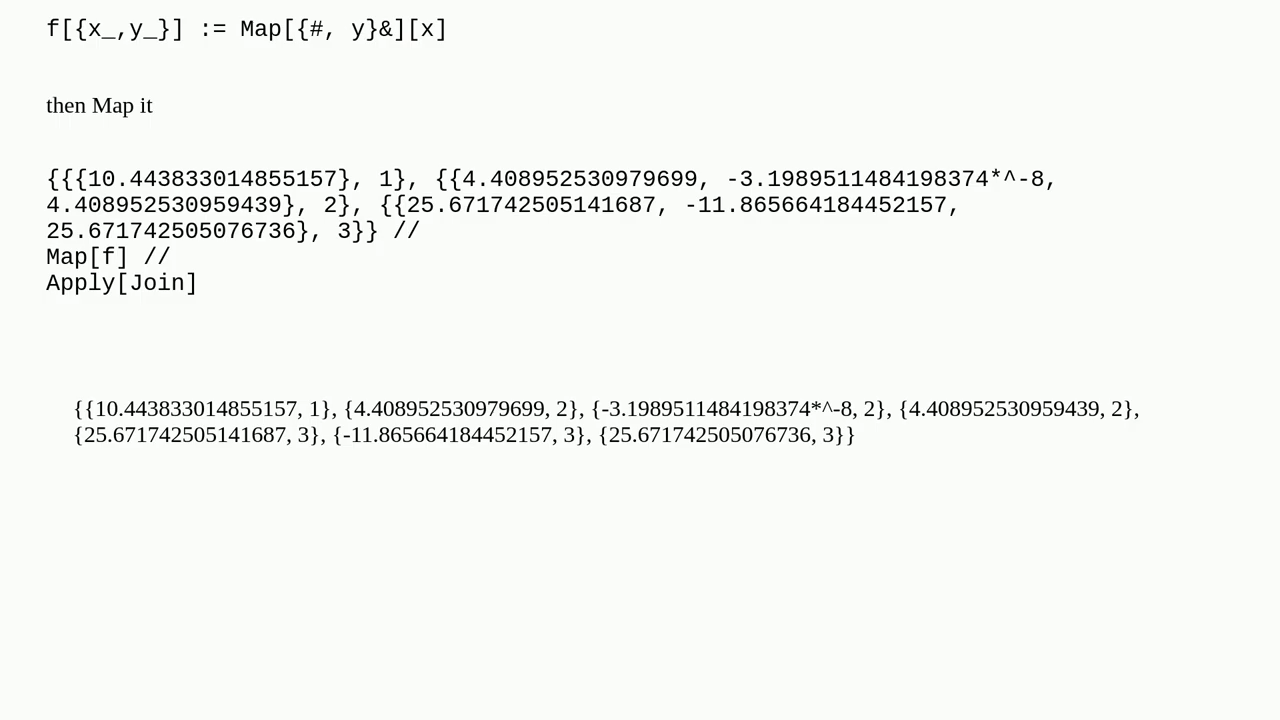 f[{x_,y_}] := Map[{#, y}&][x]
then Map it
{{{10.443833014855157}, 1}, {{4.408952530979699, -3.1989511484198374*^-8,
4.408952530959439}, 2}, {{25.671742505141687, -11.865664184452157,
25.671742505076736}, 3}} //
Map[f] //
Apply[Join]
{{10.443833014855157, 1}, {4.408952530979699, 2}, {-3.1989511484198374*^-8, 2}, {4.408952530959439, 2},
{25.671742505141687, 3}, {-11.865664184452157, 3}, {25.671742505076736, 3}}